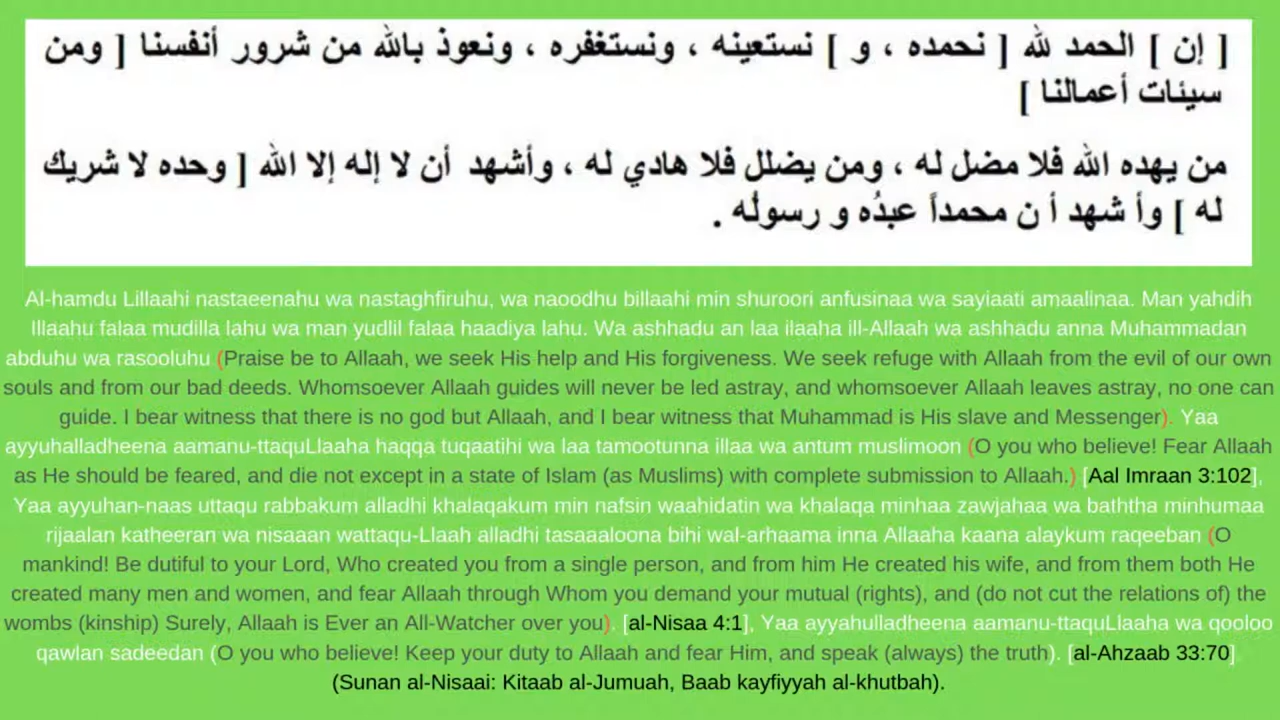 [ إن ] الحمد لله [ نحمده ، و ] نستعينه ، ونستغفره ، ونعوذ بالله من شرور أنفسنا [ ومن
سيئات أعمالنا ]
من يهده الله فلا مضل له ، ومن يضلل فلا هادي له ، وأشهد أن لا إله إلا الله [ وحده لا شريك
له ] وأ شهد أ ن محمداً عبدُه و رسولُه .
Al-hamdu Lillaahi nastaeenahu wa nastaghfiruhu, wa naoodhu billaahi min shuroori anfusinaa wa sayiaati amaalinaa. Man yahdih
Illaahu falaa mudilla lahu wa man yudlil falaa haadiya lahu. Wa ashhadu an laa ilaaha ill-Allaah wa ashhadu anna Muhammadan
abduhu wa rasooluhu (Praise be to Allaah, we seek His help and His forgiveness. We seek refuge with Allaah from the evil of our own
souls and from our bad deeds. Whomsoever Allaah guides will never be led astray, and whomsoever Allaah leaves astray, no one can
guide. I bear witness that there is no god but Allaah, and I bear witness that Muhammad is His slave and Messenger). Yaa
ayyuhalladheena aamanu-ttaquLlaaha haqqa tuqaatihi wa laa tamootunna illaa wa antum muslimoon (O you who believe! Fear Allaah
as He should be feared, and die not except in a state of Islam (as Muslims) with complete submission to Allaah.) [Aal Imraan 3:102],
Yaa ayyuhan-naas uttaqu rabbakum alladhi khalaqakum min nafsin waahidatin wa khalaqa minhaa zawjahaa wa baththa minhumaa
rijaalan katheeran wa nisaaan wattaqu-Llaah alladhi tasaaaloona bihi wal-arhaama inna Allaaha kaana alaykum raqeeban (O
mankind! Be dutiful to your Lord, Who created you from a single person, and from him He created his wife, and from them both He
created many men and women, and fear Allaah through Whom you demand your mutual (rights), and (do not cut the relations of) the
wombs (kinship) Surely, Allaah is Ever an All-Watcher over you). [al-Nisaa 4:1], Yaa ayyahulladheena aamanu-ttaquLlaaha wa qooloo
qawlan sadeedan (O you who believe! Keep your duty to Allaah and fear Him, and speak (always) the truth). [al-Ahzaab 33:70]
(Sunan al-Nisaai: Kitaab al-Jumuah, Baab kayfiyyah al-khutbah).